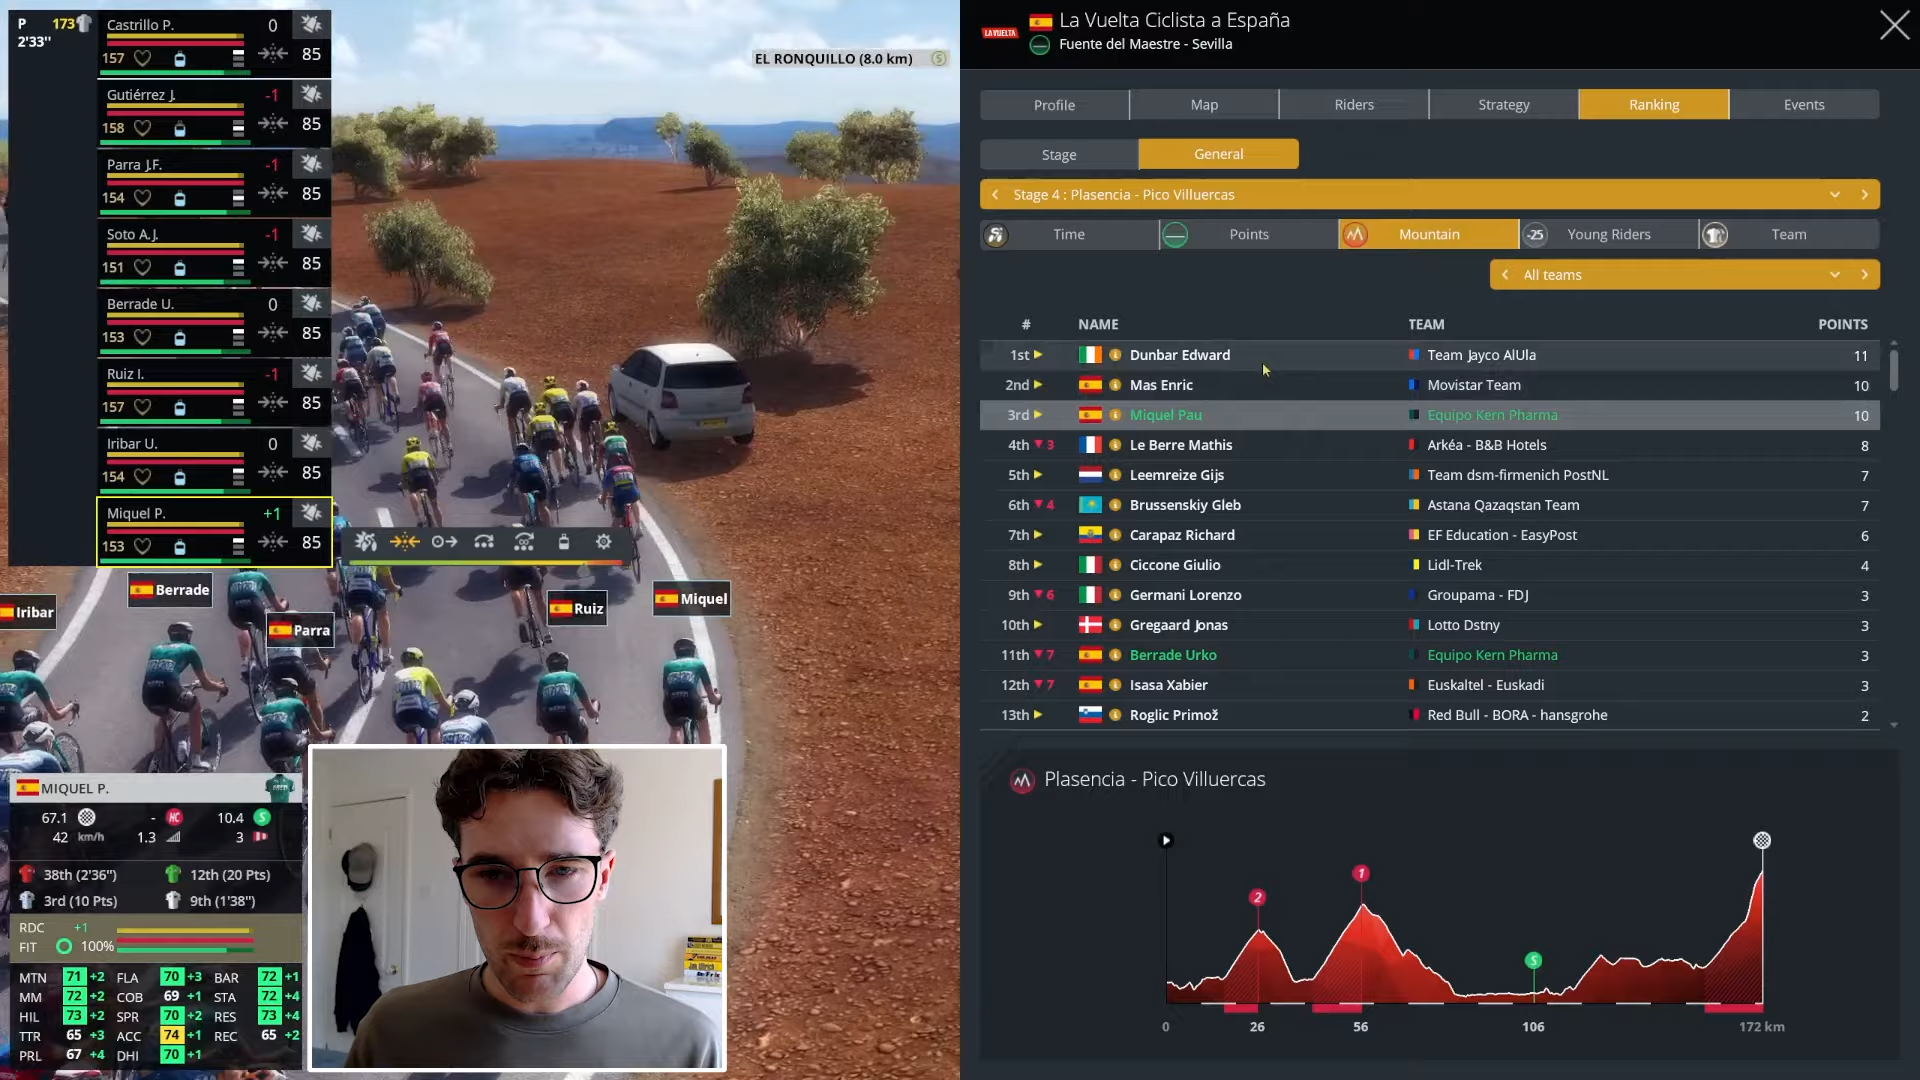 P 173
2'33''
Castrillo P. 0
157 85
Gutiérrez J. -1
158 85
Parra J.F. -1
154 85
Soto A.J. -1
151 85
Berrade U. 0
153 85
Ruiz I. -1
157 85
Iribar U. 0
154 85
Miquel P. +1
153 85
EL RONQUILLO (8.0 km) S
Iribar
Berrade
Parra
Ruiz
Miquel
MIQUEL P.
67.1 - HC 10.4 S
42 km/h 1.3 3
38th (2'36'') 12th (20 Pts)
3rd (10 Pts) 9th (1'38'')
RDC +1
FIT 100%
MTN 71 +2 FLA 70 +3 BAR 72 +1
MM 72 +2 COB 69 +1 STA 72 +4
HIL 73 +2 SPR 70 +2 RES 73 +4
TTR 65 +3 ACC 74 +1 REC 65 +2
PRL 67 +4 DHI 70 +1
LA VUELTA
La Vuelta Ciclista a España
Fuente del Maestre - Sevilla
Profile Map Riders Strategy Ranking Events
Stage General
Stage 4 : Plasencia - Pico Villuercas
Time Points Mountain -25 Young Riders Team
All teams
# NAME TEAM POINTS
1st Dunbar Edward Team Jayco AlUla 11
2nd Mas Enric Movistar Team 10
3rd Miquel Pau Equipo Kern Pharma 10
4th 3 Le Berre Mathis Arkéa - B&B Hotels 8
5th Leemreize Gijs Team dsm-firmenich PostNL 7
6th 4 Brussenskiy Gleb Astana Qazaqstan Team 7
7th Carapaz Richard EF Education - EasyPost 6
8th Ciccone Giulio Lidl-Trek 4
9th 6 Germani Lorenzo Groupama - FDJ 3
10th Gregaard Jonas Lotto Dstny 3
11th 7 Berrade Urko Equipo Kern Pharma 3
12th 7 Isasa Xabier Euskaltel - Euskadi 3
13th Roglic Primož Red Bull - BORA - hansgrohe 2
Plasencia - Pico Villuercas
2 1 S
0 26 56 106 172 km